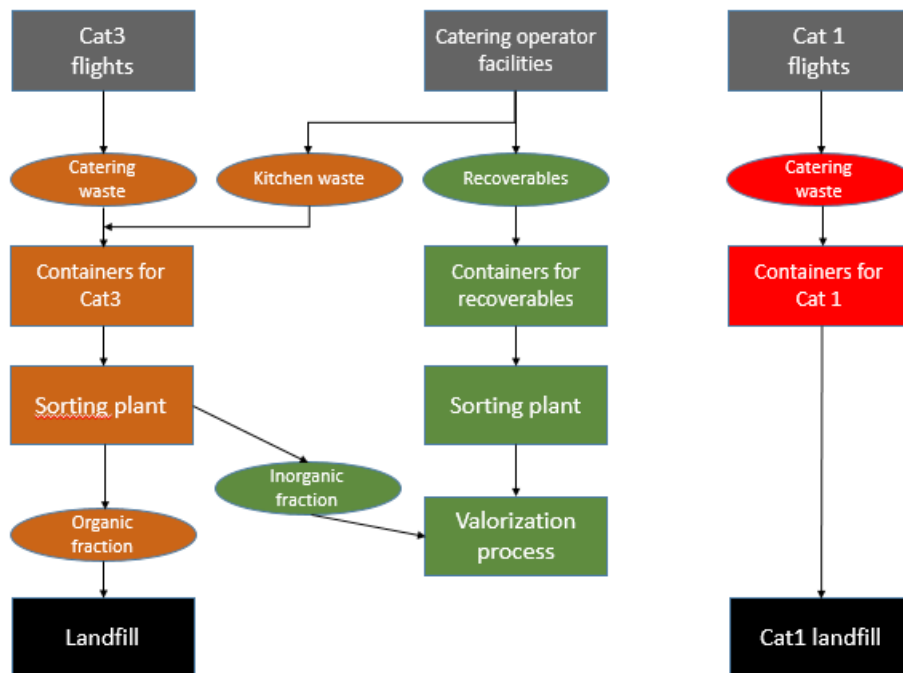 Cat3
flights
Catering operator
facilities
Cat 1
flights
Catering
waste
Kitchen waste
Recoverables
Catering
waste
Containers for
Cat3
Containers for
recoverables
Containers for
Cat 1
Sorting plant
Sorting plant
Inorganic
fraction
Organic
fraction
Valorization
process
Landfill
Cat1 landfill